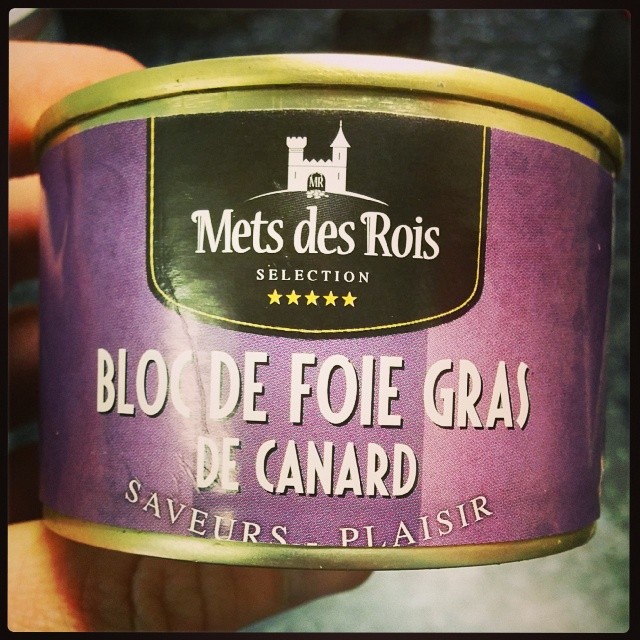 MR
Mets des Rois
SELECTION
BLOC DE FOIE GRAS
DE CANARD
SAVEURS - PLAISIR